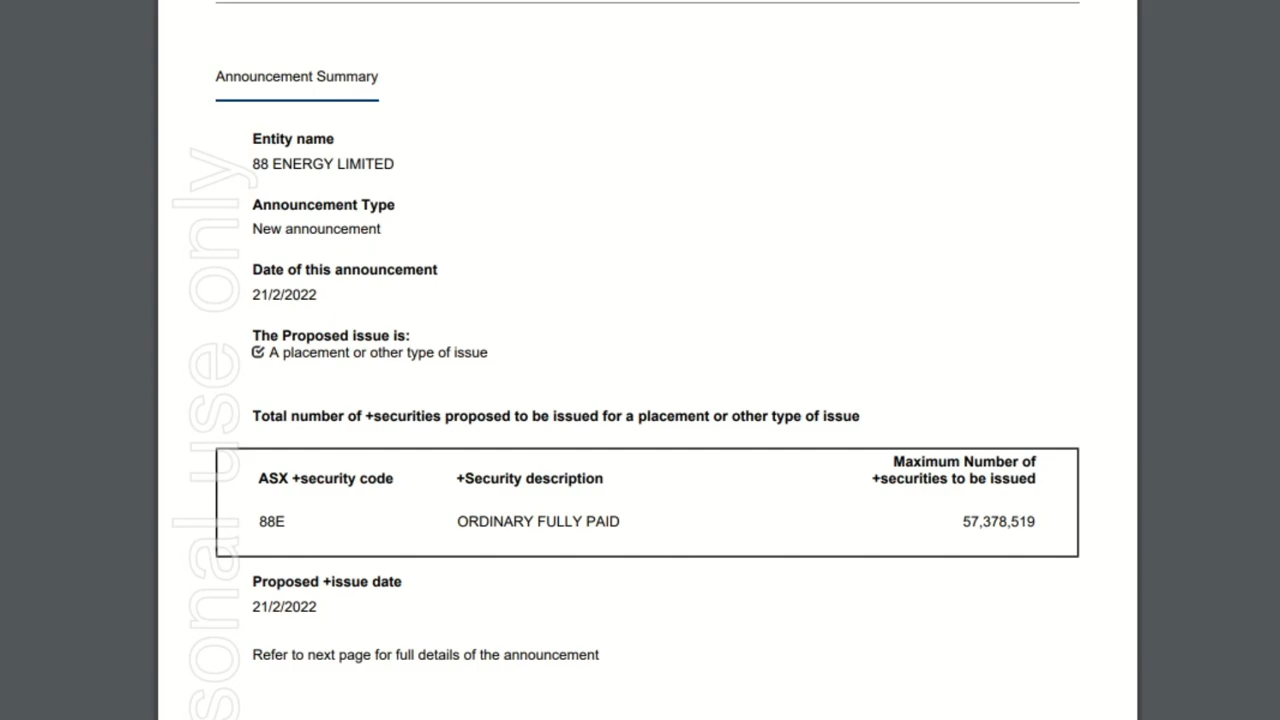 Announcement Summary
Entity name
88 ENERGY LIMITED
Announcement Type
New announcement
Date of this announcement
21/2/2022
The Proposed issue is:
A placement or other type of issue
Total number of +securities proposed to be issued for a placement or other type of issue
Maximum Number of
ASX +security code +Security description +securities to be issued
88E ORDINARY FULLY PAID 57,378,519
Proposed +issue date
21/2/2022
Refer to next page for full details of the announcement
sonal use only